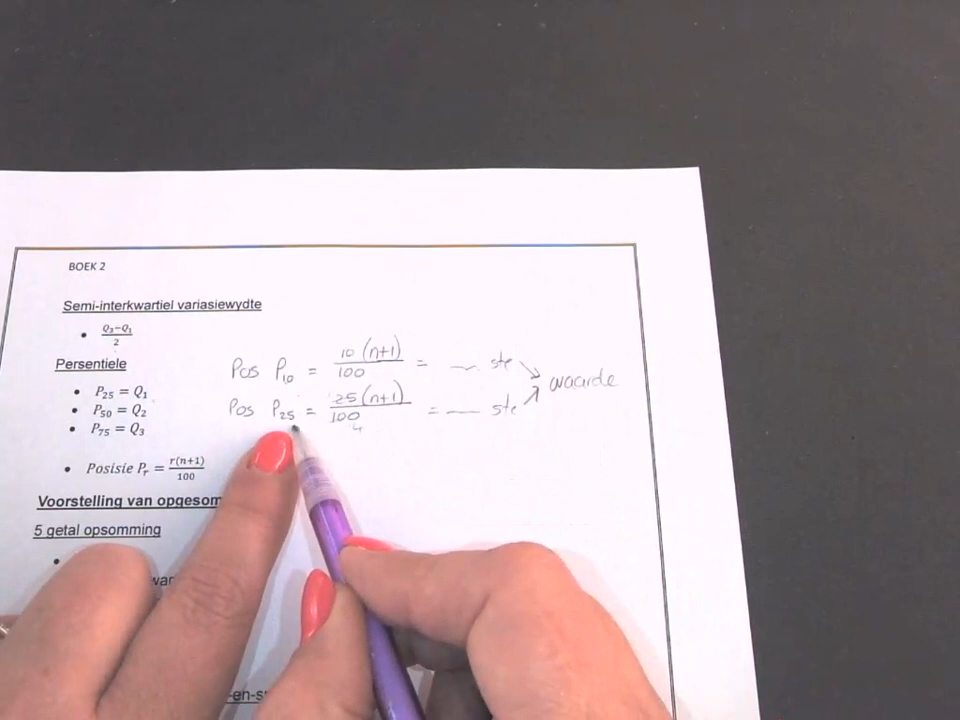 BOEK 2
Semi-interkwartiel variasiewydte
• Q₃−Q₁/2
Persentiele
Pos P₁₀ = 10(n+1)/100 = __ ste
• P₂₅ = Q₁
waarde
• P₅₀ = Q₂
Pos P₂₅ = 25(n+1)/100 = __ ste
4
• P₇₅ = Q₃
• Posisie Pᵣ = r(n+1)/100
Voorstelling van opgesom
5 getal opsomming
•